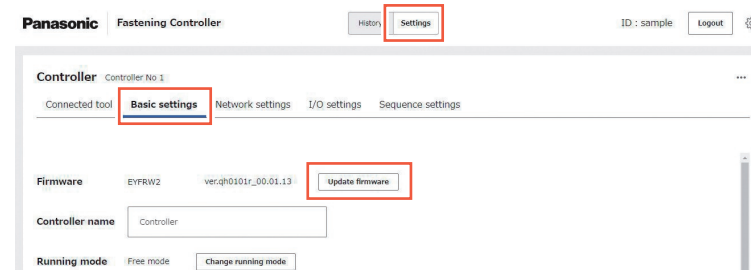 Panasonic Fastening Controller History Settings ID : sample Logout
Controller Controller No 1 ...
Connected tool Basic settings Network settings I/O settings Sequence settings
Firmware EYFRW2 ver.qh0101r_00.01.13 Update firmware
Controller name Controller
Running mode Free mode Change running mode